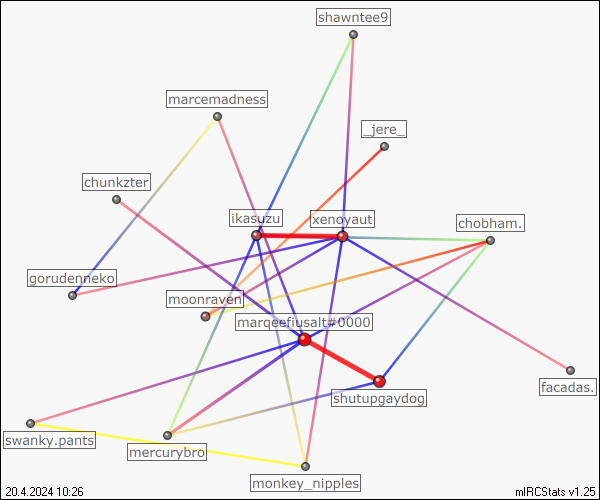 shawntee9
marcemadness
_jere_
chunkzter
ikasuzu
xenoyaut
chobham.
gorudenneko
moonraven
marqeefiusalt#0000
facadas.
shutupgaydog
swanky.pants
mercurybro
monkey_nipples
20.4.2024 10:26
mIRCStats v1.25